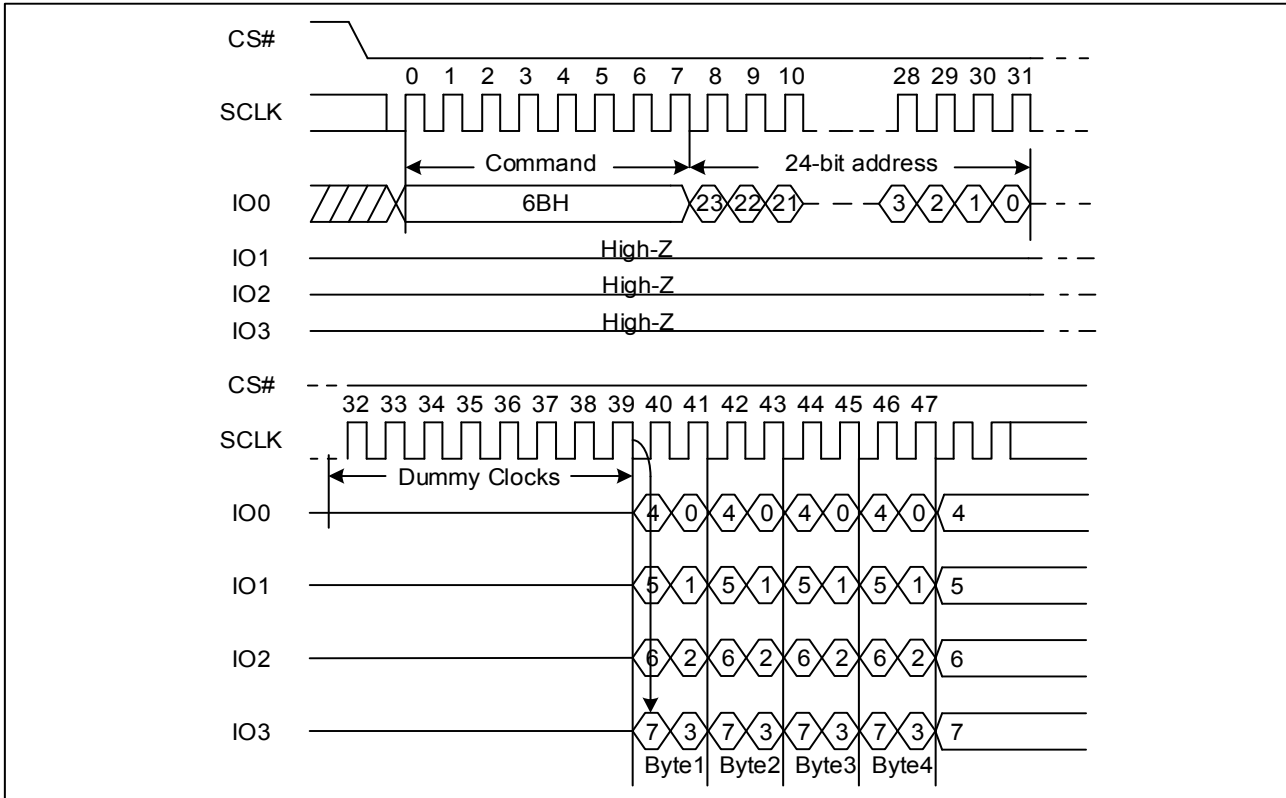 CS#
0 1 2 3 4 5 6 7 8 9 10 28 29 30 31
SCLK
Command 24-bit address
IO0 6BH 23 22 21 3 2 1 0
IO1 High-Z
IO2 High-Z
IO3 High-Z
CS#
32 33 34 35 36 37 38 39 40 41 42 43 44 45 46 47
SCLK
Dummy Clocks
IO0 4 0 4 0 4 0 4 0 4
IO1 5 1 5 1 5 1 5 1 5
IO2 6 2 6 2 6 2 6 2 6
IO3 7 3 7 3 7 3 7 3 7
Byte1 Byte2 Byte3 Byte4